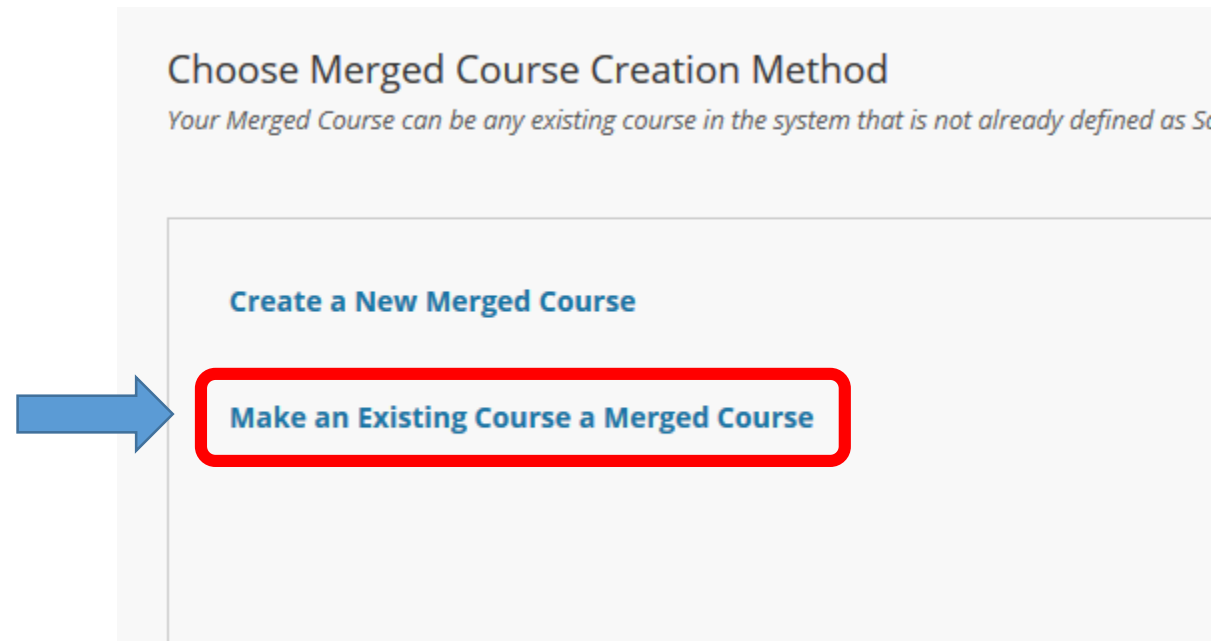 Choose Merged Course Creation Method
Your Merged Course can be any existing course in the system that is not already defined as
Create a New Merged Course
Make an Existing Course a Merged Course